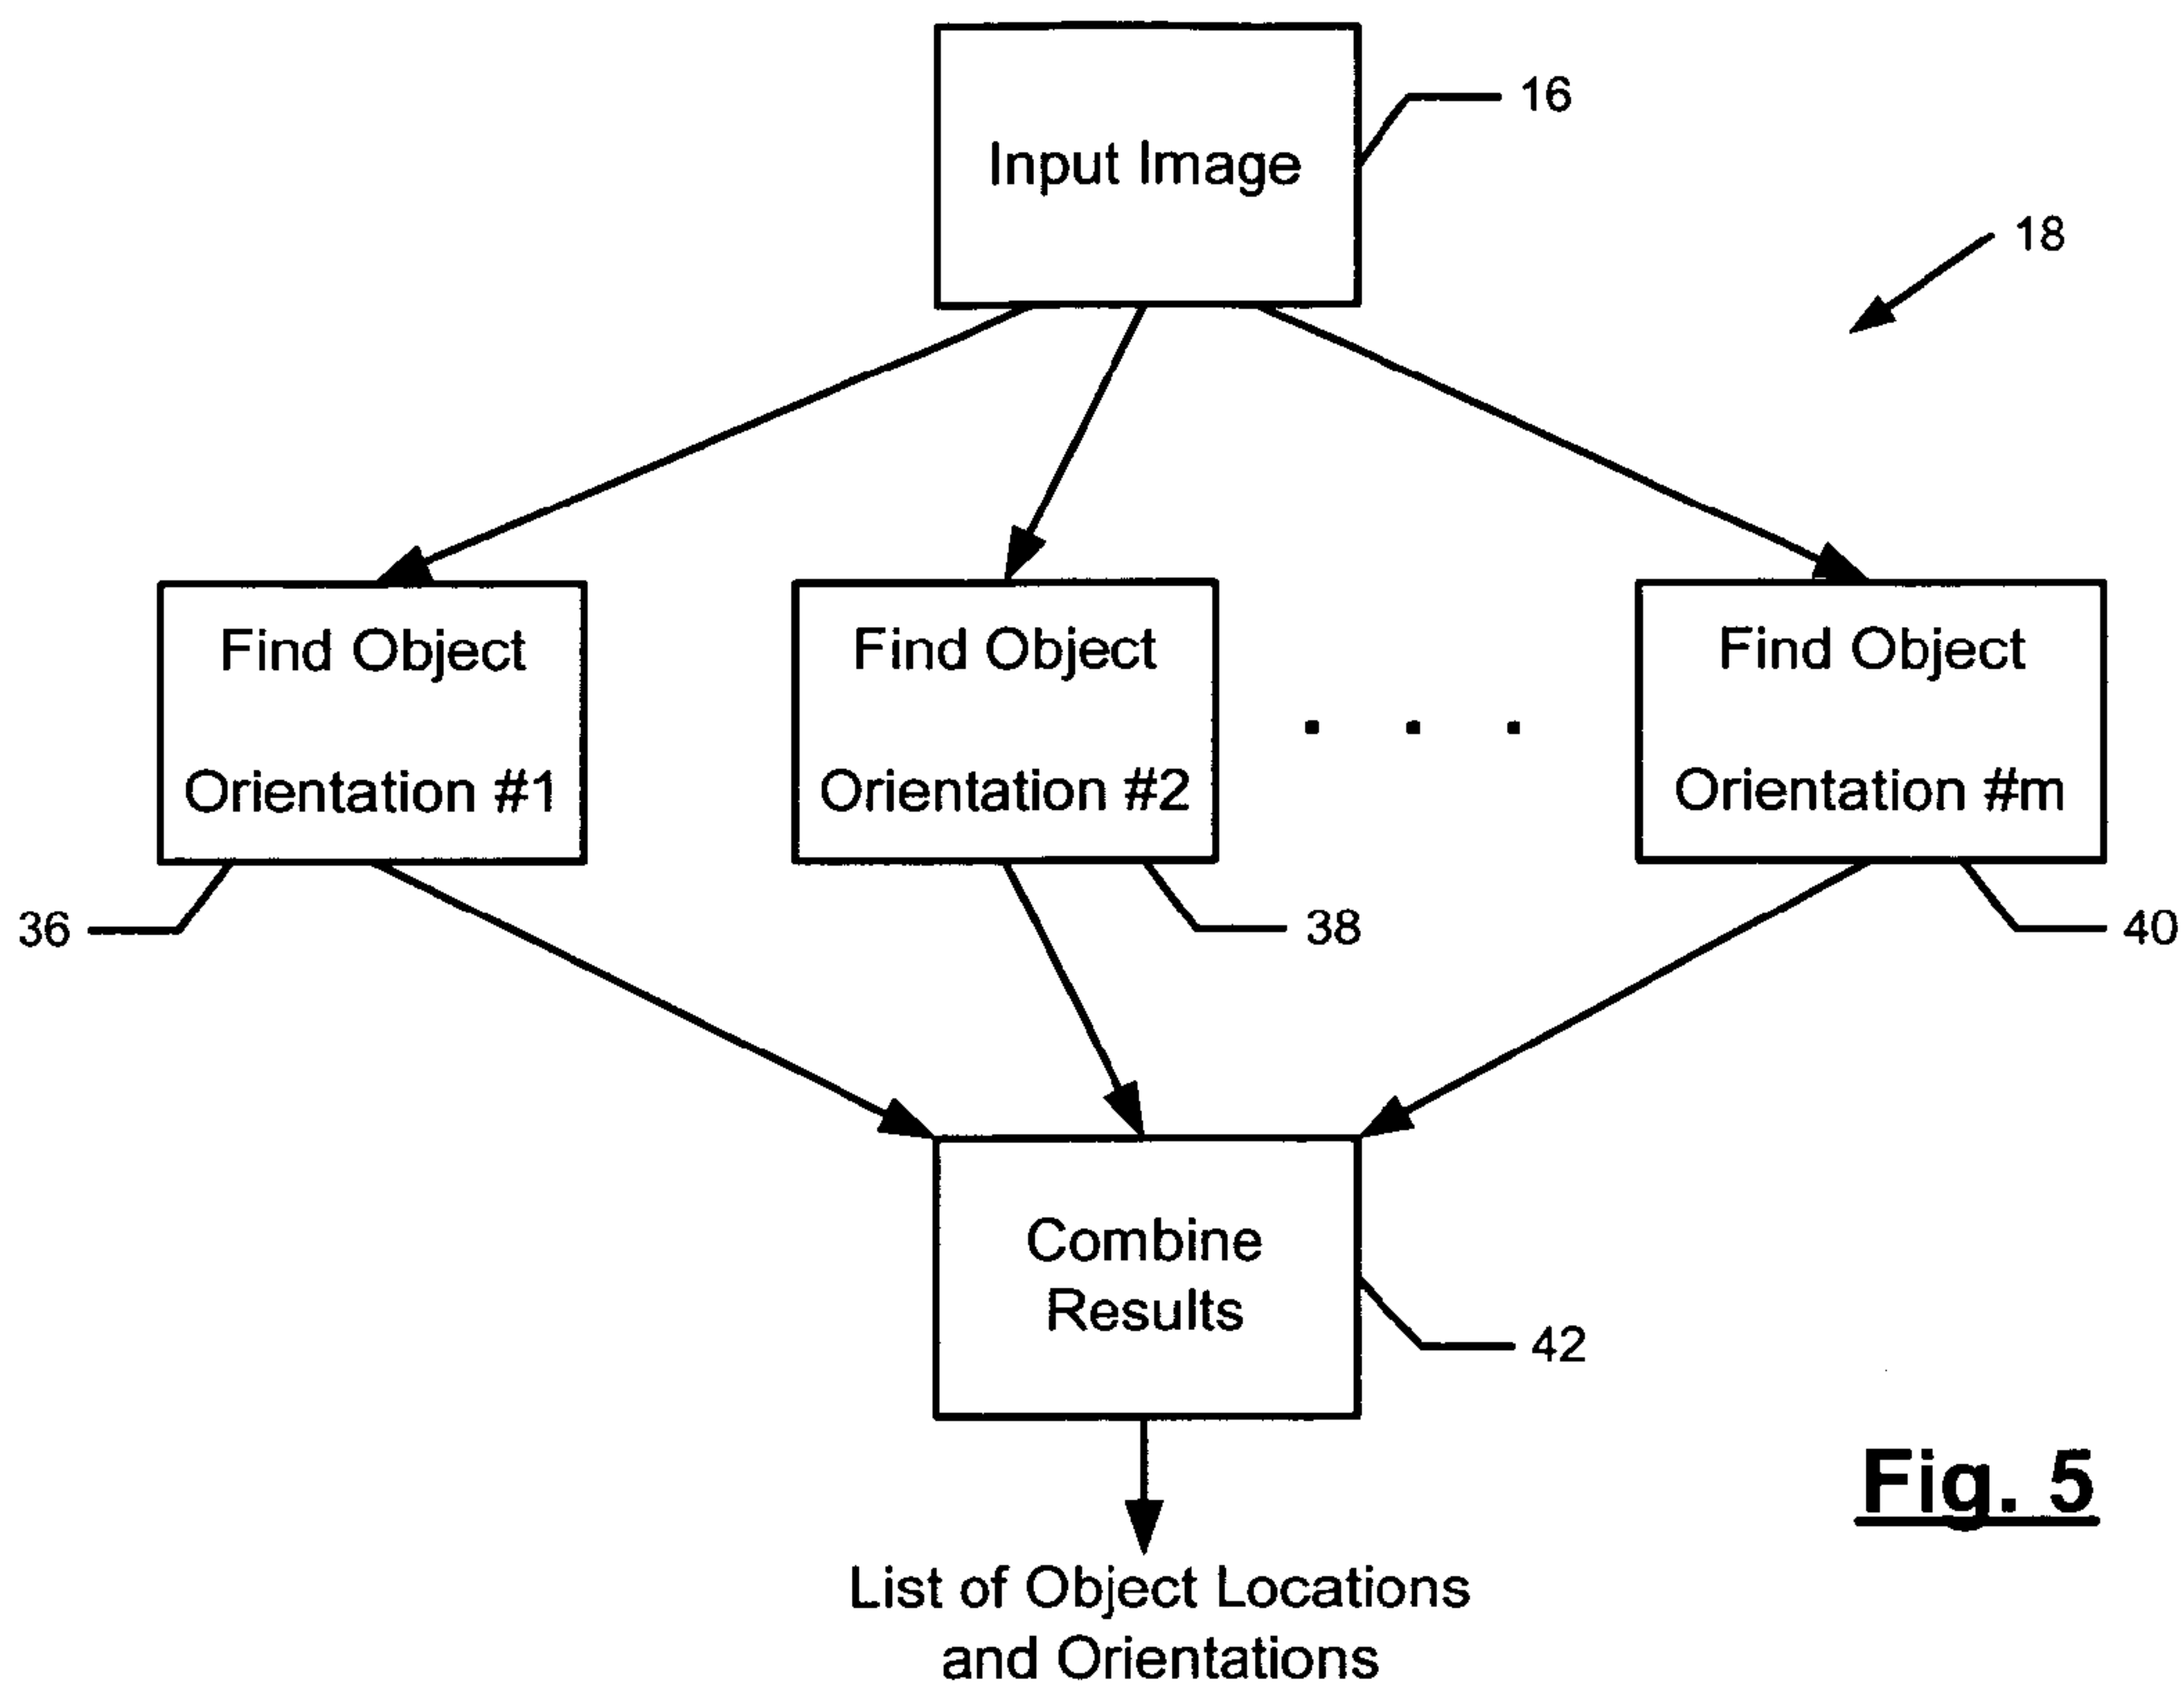 Input Image
16
18
Find Object
Orientation #1
Find Object
Orientation #2
. . .
Find Object
Orientation #m
36
38
40
Combine
Results
42
List of Object Locations
and Orientations
Fig. 5